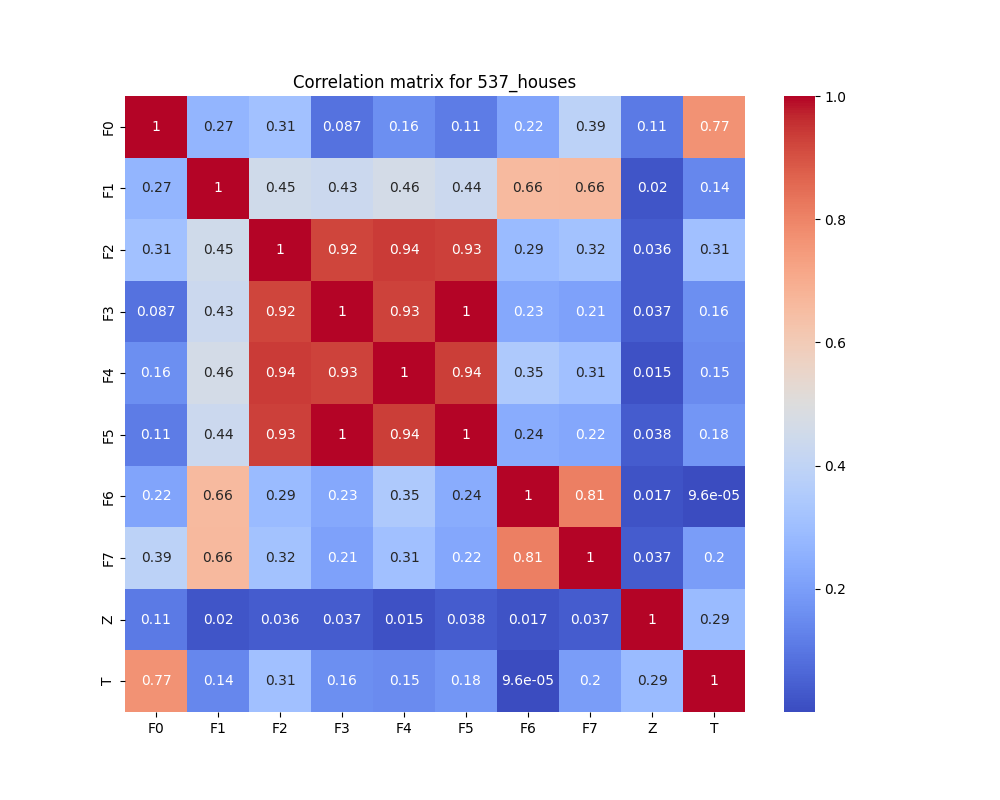 Correlation matrix for 537_houses
F0 1 0.27 0.31 0.087 0.16 0.11 0.22 0.39 0.11 0.77
F1 0.27 1 0.45 0.43 0.46 0.44 0.66 0.66 0.02 0.14
F2 0.31 0.45 1 0.92 0.94 0.93 0.29 0.32 0.036 0.31
F3 0.087 0.43 0.92 1 0.93 1 0.23 0.21 0.037 0.16
F4 0.16 0.46 0.94 0.93 1 0.94 0.35 0.31 0.015 0.15
F5 0.11 0.44 0.93 1 0.94 1 0.24 0.22 0.038 0.18
F6 0.22 0.66 0.29 0.23 0.35 0.24 1 0.81 0.017 9.6e-05
F7 0.39 0.66 0.32 0.21 0.31 0.22 0.81 1 0.037 0.2
Z 0.11 0.02 0.036 0.037 0.015 0.038 0.017 0.037 1 0.29
T 0.77 0.14 0.31 0.16 0.15 0.18 9.6e-05 0.2 0.29 1
F0 F1 F2 F3 F4 F5 F6 F7 Z T
1.0
0.8
0.6
0.4
0.2